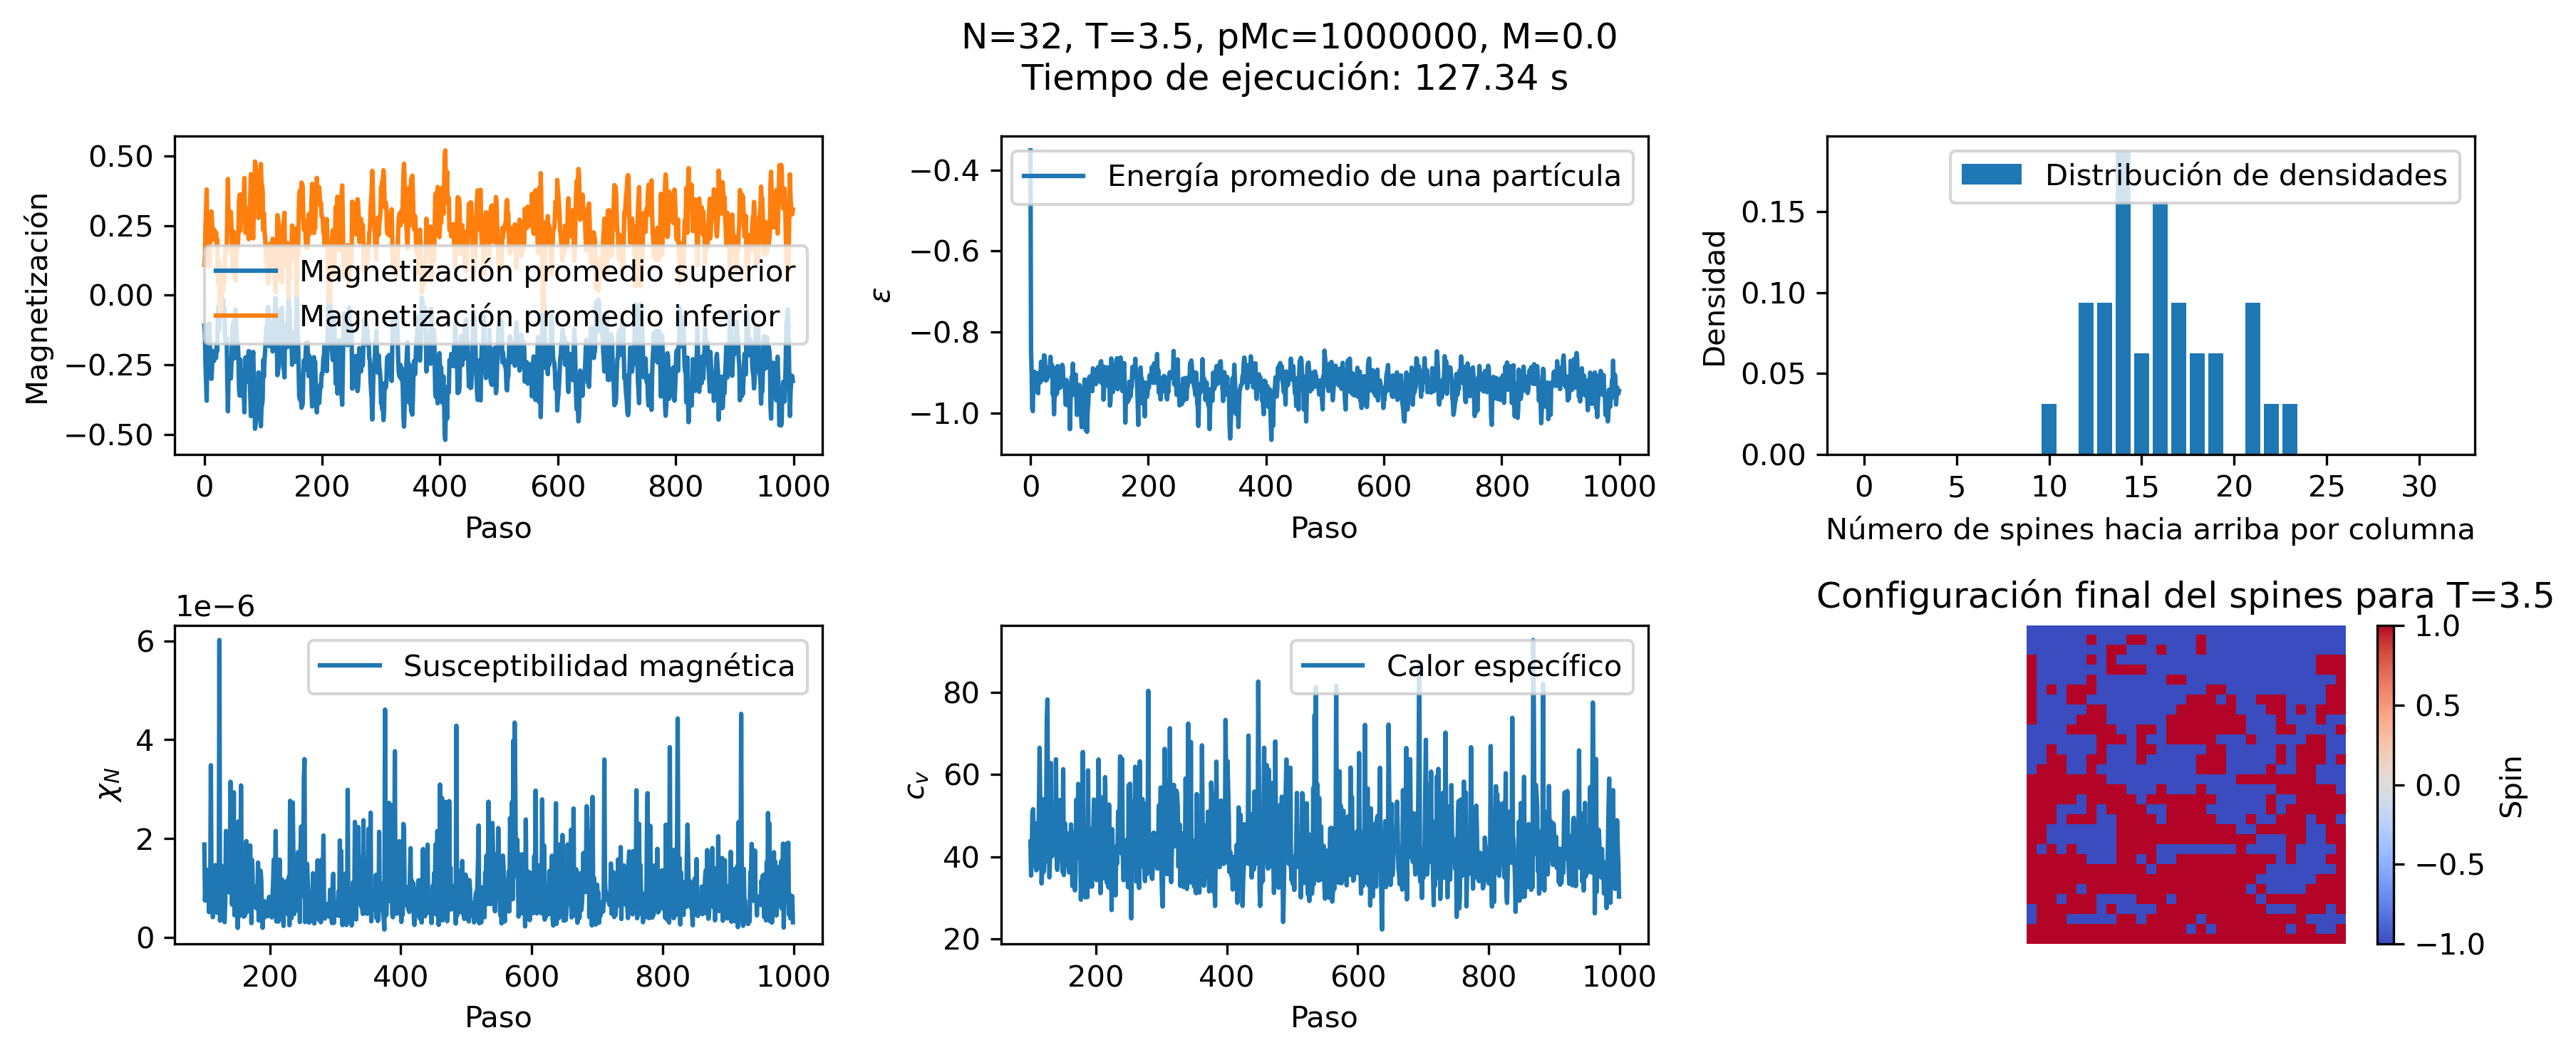 N=32, T=3.5, pMc=1000000, M=0.0
Tiempo de ejecución: 127.34 s
Magnetización
0.50
0.25
0.00
−0.25
−0.50
Magnetización promedio superior
Magnetización promedio inferior
0 200 400 600 800 1000
Paso
ε
−0.4
−0.6
−0.8
−1.0
Energía promedio de una partícula
0 200 400 600 800 1000
Paso
Densidad
0.15
0.10
0.05
0.00
Distribución de densidades
0 5 10 15 20 25 30
Número de spines hacia arriba por columna
1e−6
χN
6
4
2
0
Susceptibilidad magnética
200 400 600 800 1000
Paso
cv
80
60
40
20
Calor específico
200 400 600 800 1000
Paso
Configuración final del spines para T=3.5
1.0
0.5
0.0
−0.5
−1.0
Spin